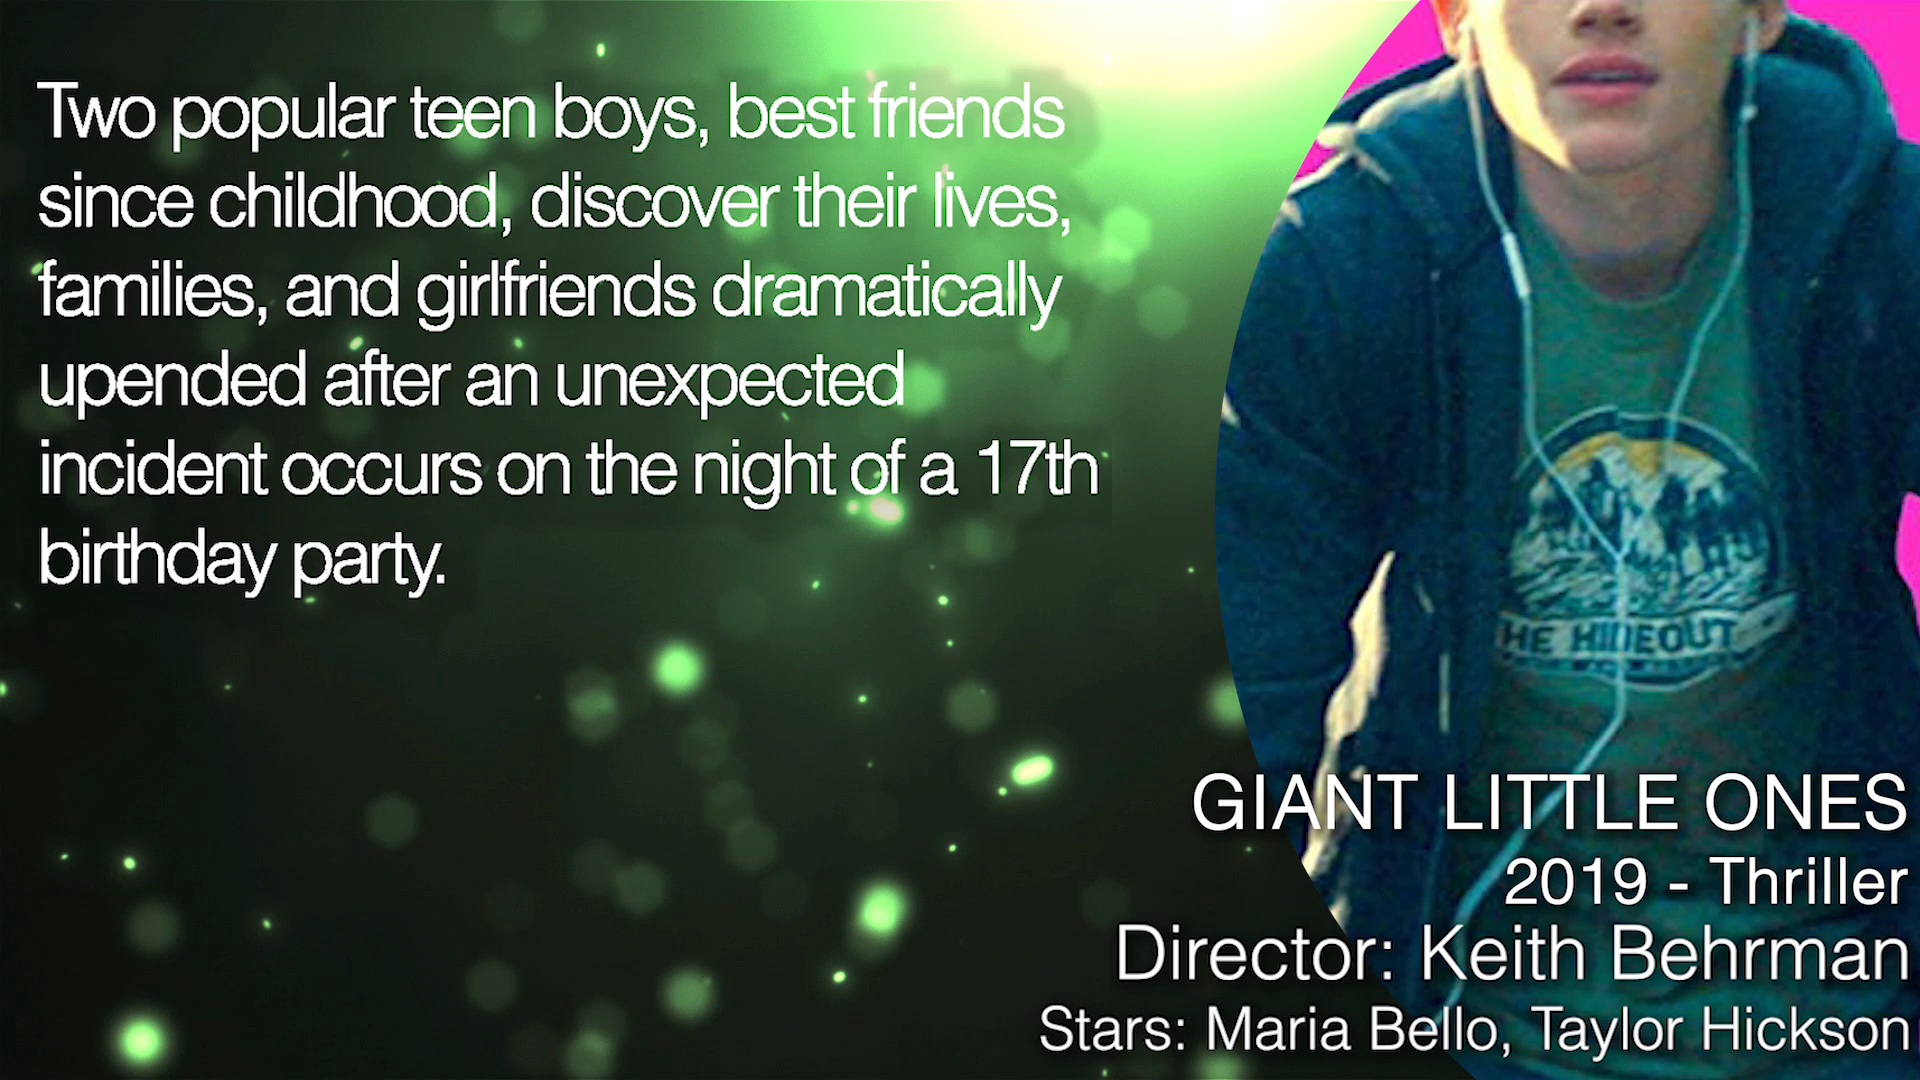 Two popular teen boys, best friends
since childhood, discover their lives,
families, and girlfriends dramatically
upended after an unexpected
incident occurs on the night of a 17th
birthday party.
HE HIDEOUT
GIANT LITTLE ONES
2019 - Thriller
Director: Keith Behrman
Stars: Maria Bello, Taylor Hickson